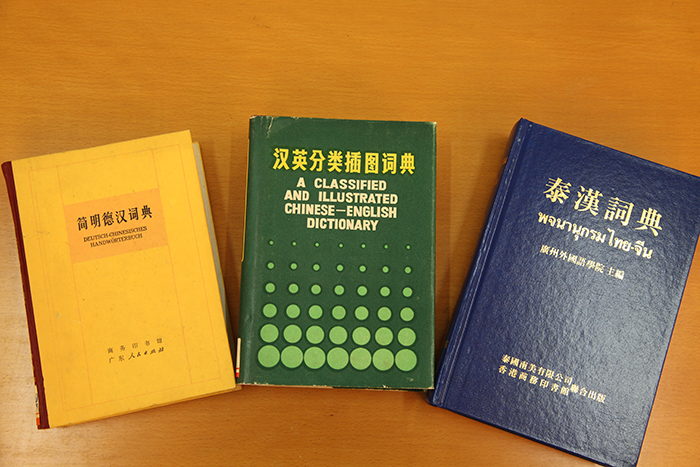 简明德汉词典
DEUTSCH-CHINESISCHES
HANDWÖRTERBUCH
商务印书馆
广东人民出版社
汉英分类插图词典
A CLASSIFIED
AND ILLUSTRATED
CHINESE—ENGLISH
DICTIONARY
泰漢詞典
พจนานุกรมไทย-จีน
廣州外國語學院 主編
泰國南美有限公司
香港商務印書館
聯合出版